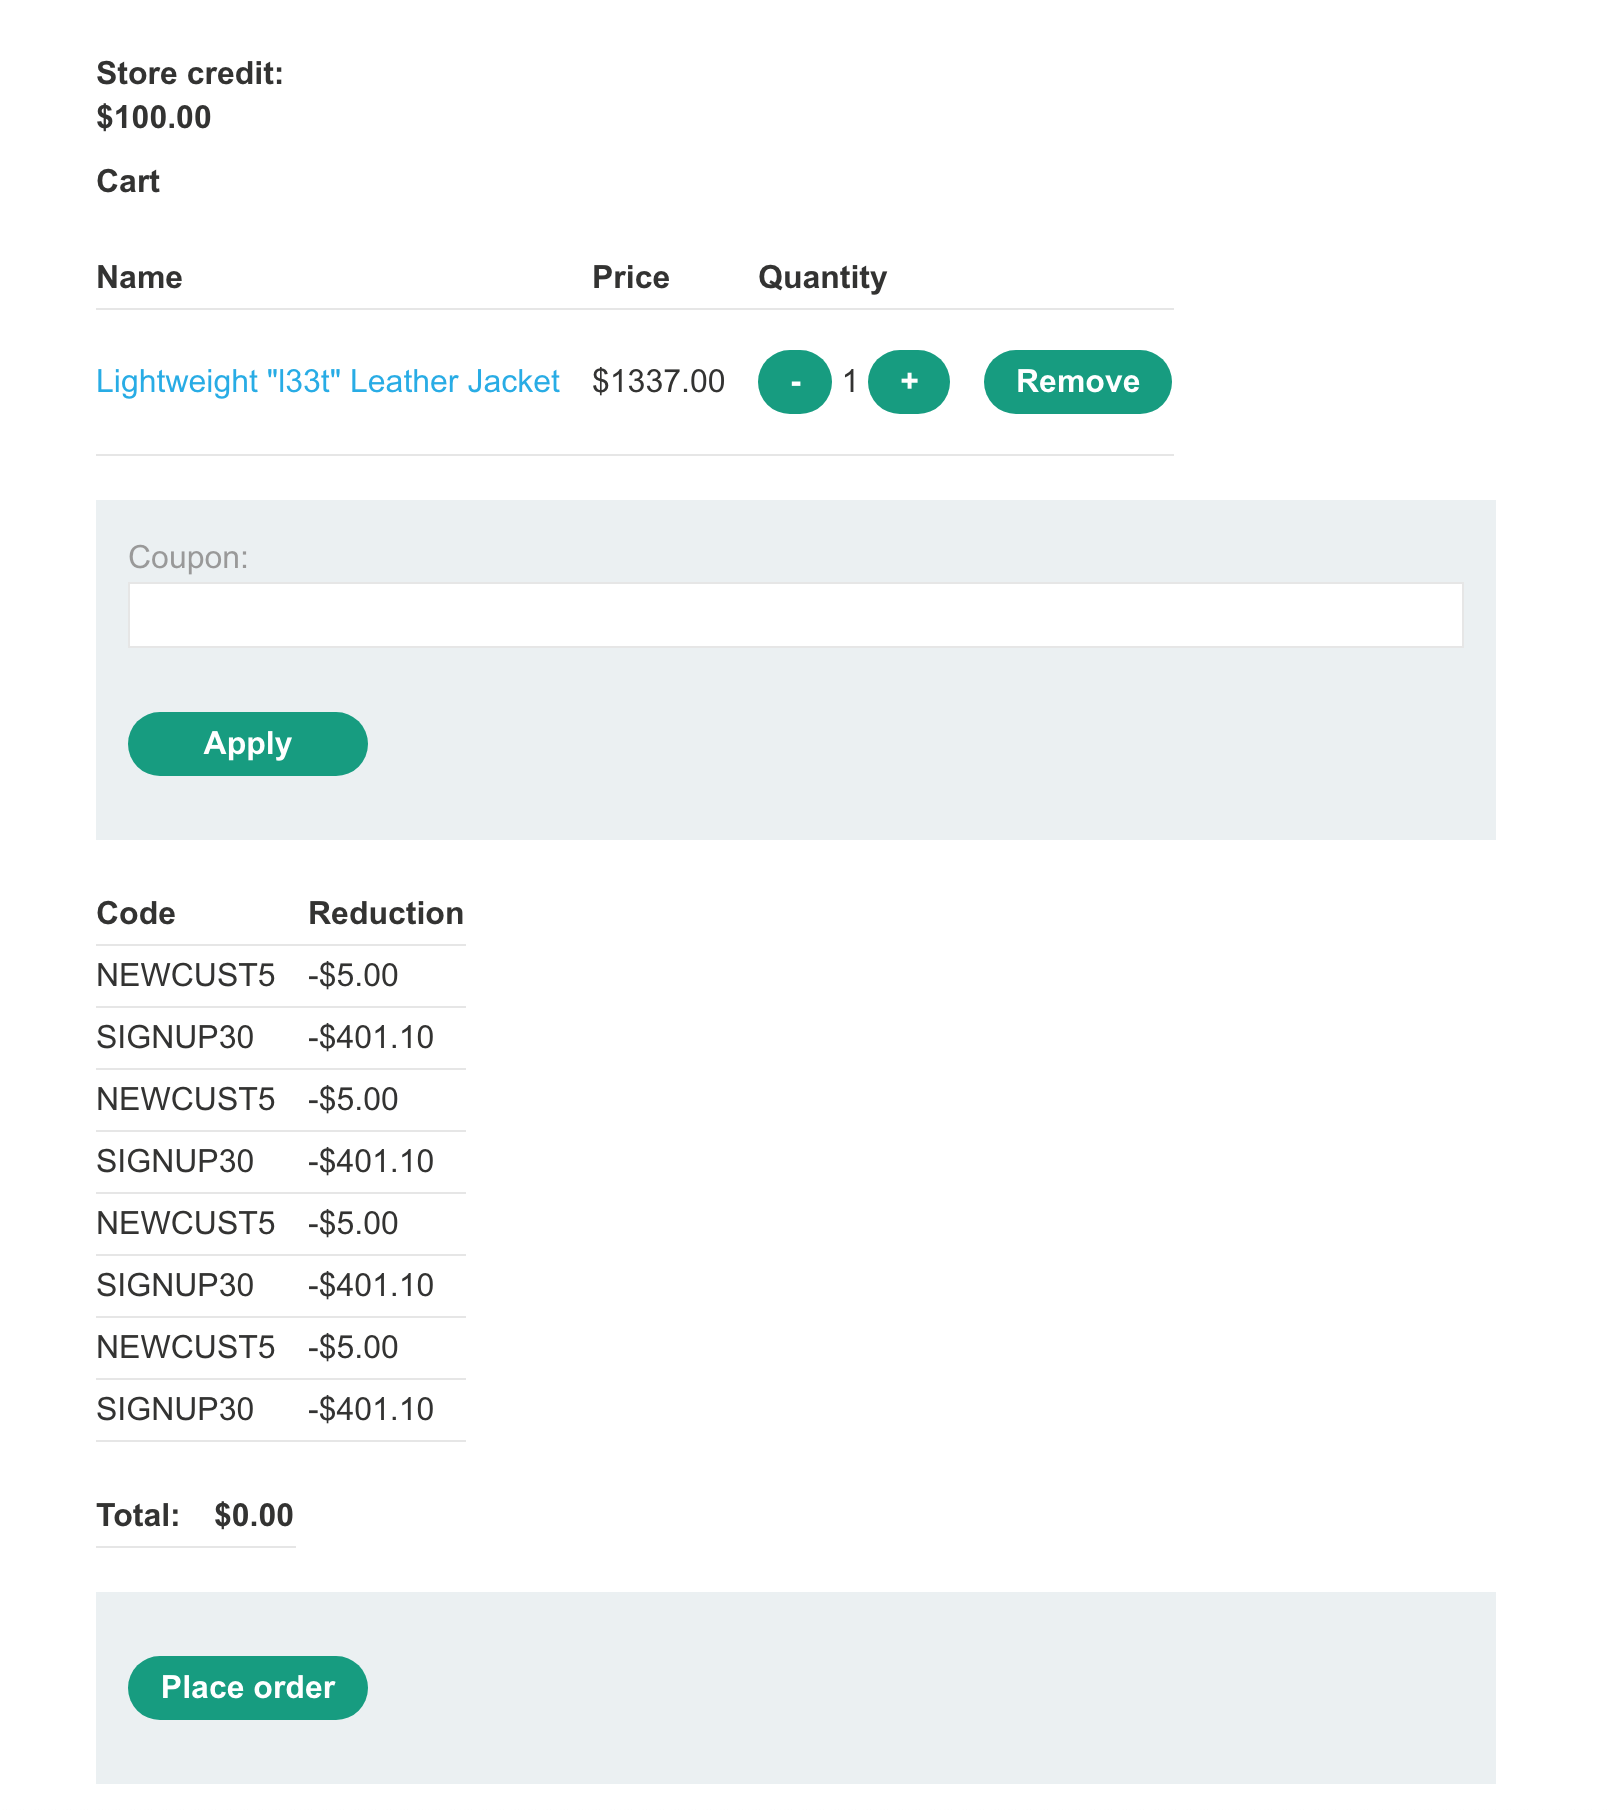 Store credit:
$100.00
Cart
Name Price Quantity
Lightweight "l33t" Leather Jacket $1337.00 - 1 + Remove
Coupon:
Apply
Code Reduction
NEWCUST5 -$5.00
SIGNUP30 -$401.10
NEWCUST5 -$5.00
SIGNUP30 -$401.10
NEWCUST5 -$5.00
SIGNUP30 -$401.10
NEWCUST5 -$5.00
SIGNUP30 -$401.10
Total: $0.00
Place order